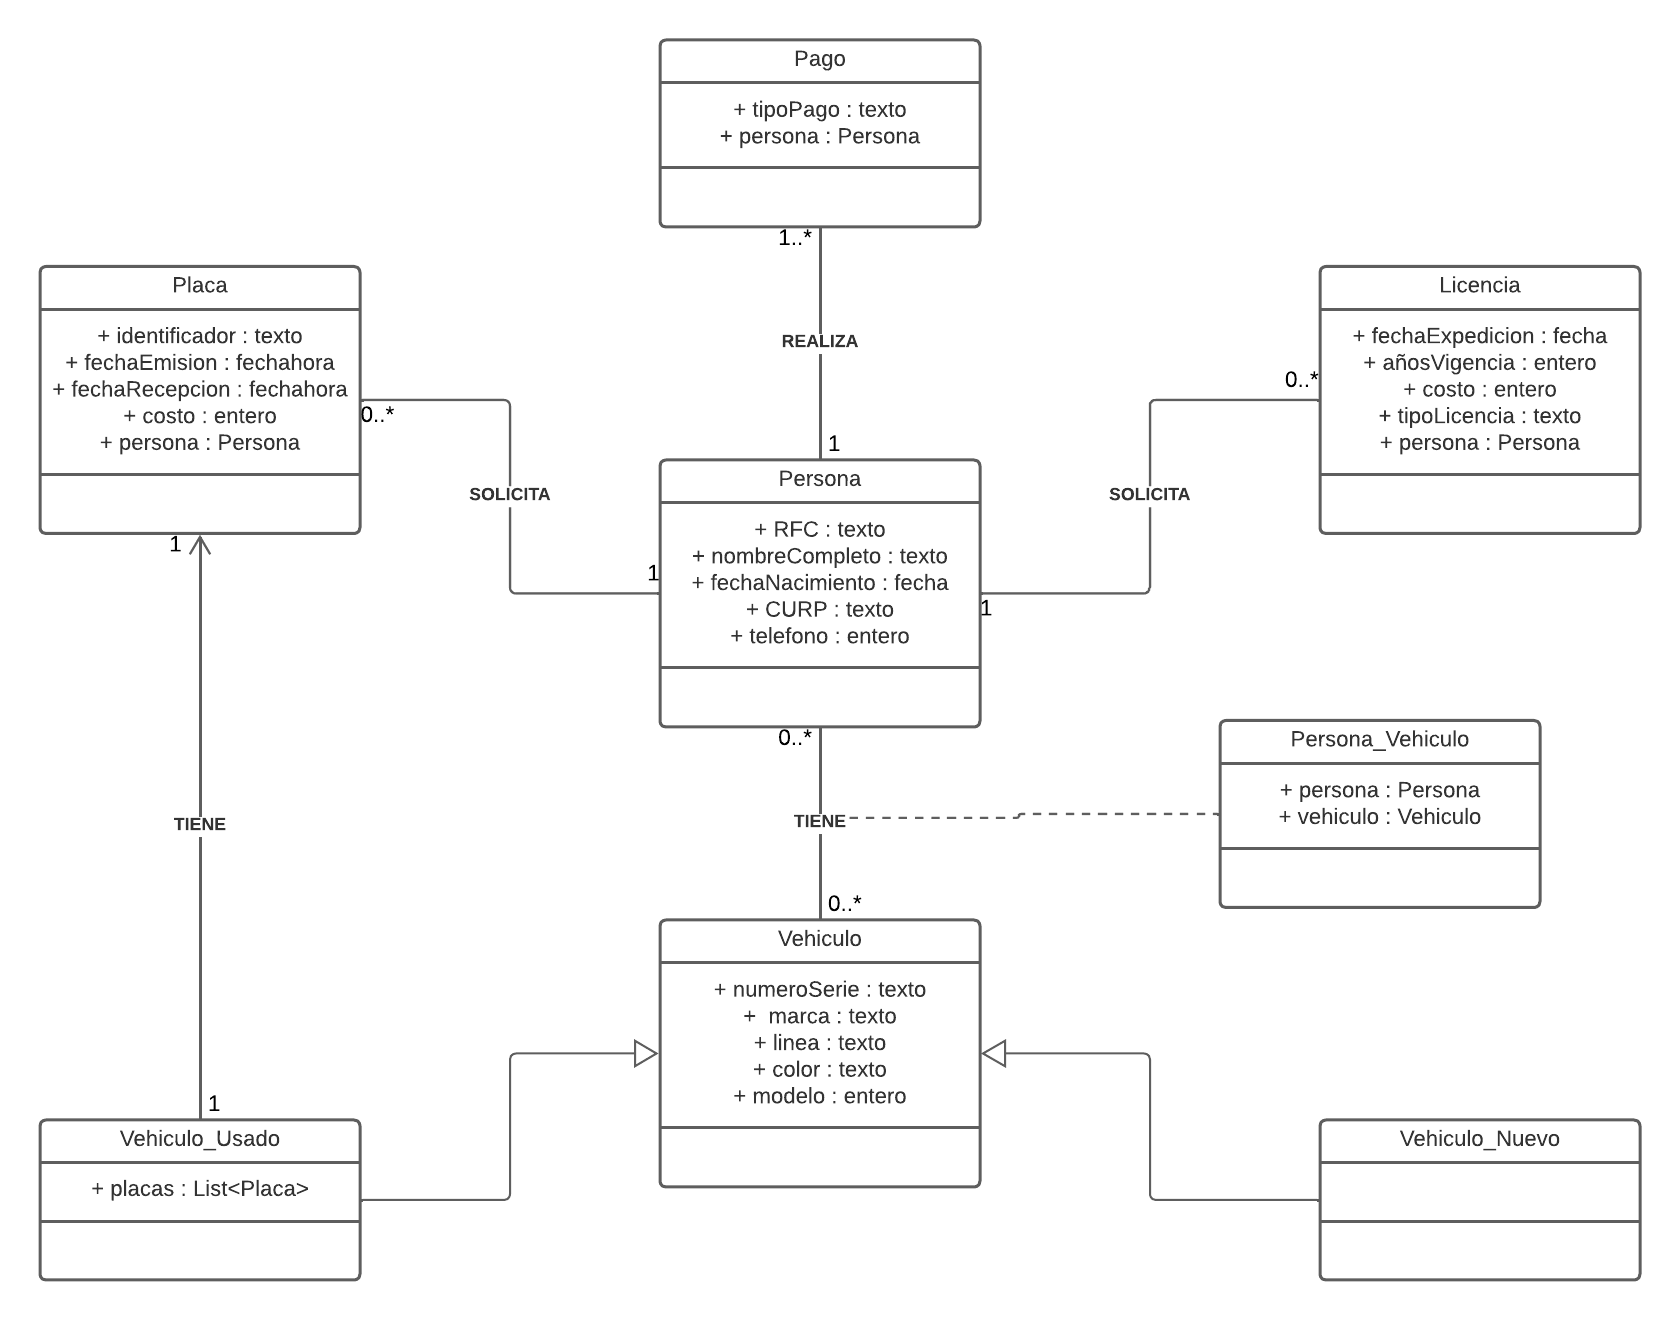 Pago
+ tipoPago : texto
+ persona : Persona
1..*
REALIZA
1
Placa
+ identificador : texto
+ fechaEmision : fechahora
+ fechaRecepcion : fechahora
+ costo : entero
+ persona : Persona
0..*
SOLICITA
1
1
Licencia
+ fechaExpedicion : fecha
+ añosVigencia : entero
+ costo : entero
+ tipoLicencia : texto
+ persona : Persona
0..*
SOLICITA
1
Persona
+ RFC : texto
+ nombreCompleto : texto
+ fechaNacimiento : fecha
+ CURP : texto
+ telefono : entero
0..*
TIENE
0..*
Persona_Vehiculo
+ persona : Persona
+ vehiculo : Vehiculo
TIENE
1
Vehiculo
+ numeroSerie : texto
+ marca : texto
+ linea : texto
+ color : texto
+ modelo : entero
Vehiculo_Usado
+ placas : List<Placa>
Vehiculo_Nuevo